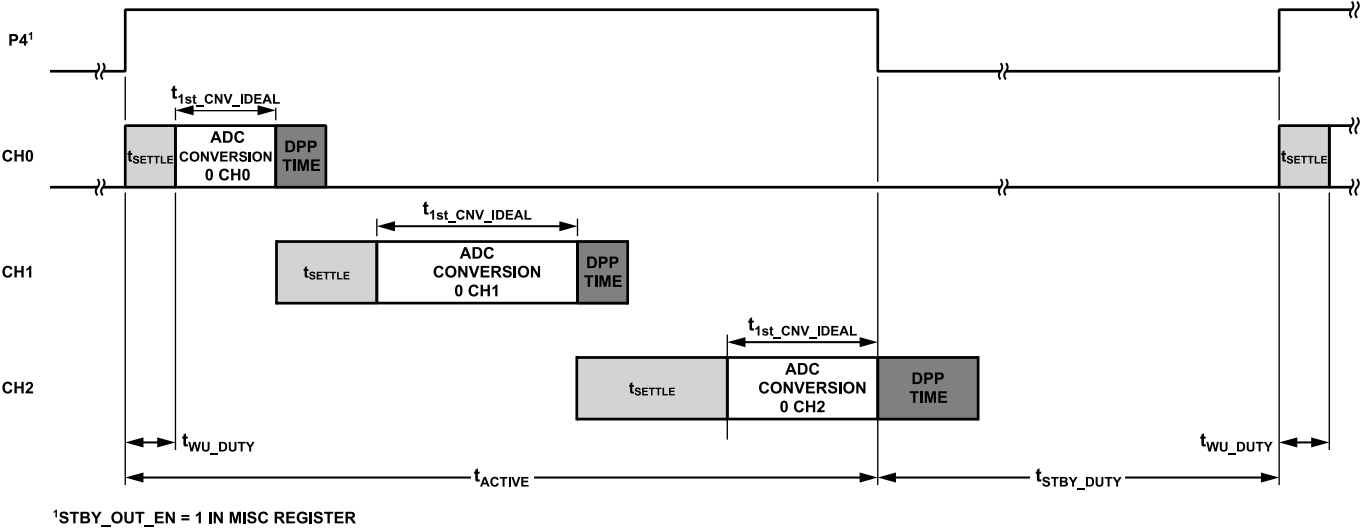 P4¹
t1st_CNV_IDEAL
CH0
tSETTLE
ADC
CONVERSION
0 CH0
DPP
TIME
tSETTLE
t1st_CNV_IDEAL
CH1
tSETTLE
ADC
CONVERSION
0 CH1
DPP
TIME
t1st_CNV_IDEAL
CH2
tSETTLE
ADC
CONVERSION
0 CH2
DPP
TIME
tWU_DUTY
tWU_DUTY
tACTIVE
tSTBY_DUTY
¹STBY_OUT_EN = 1 IN MISC REGISTER